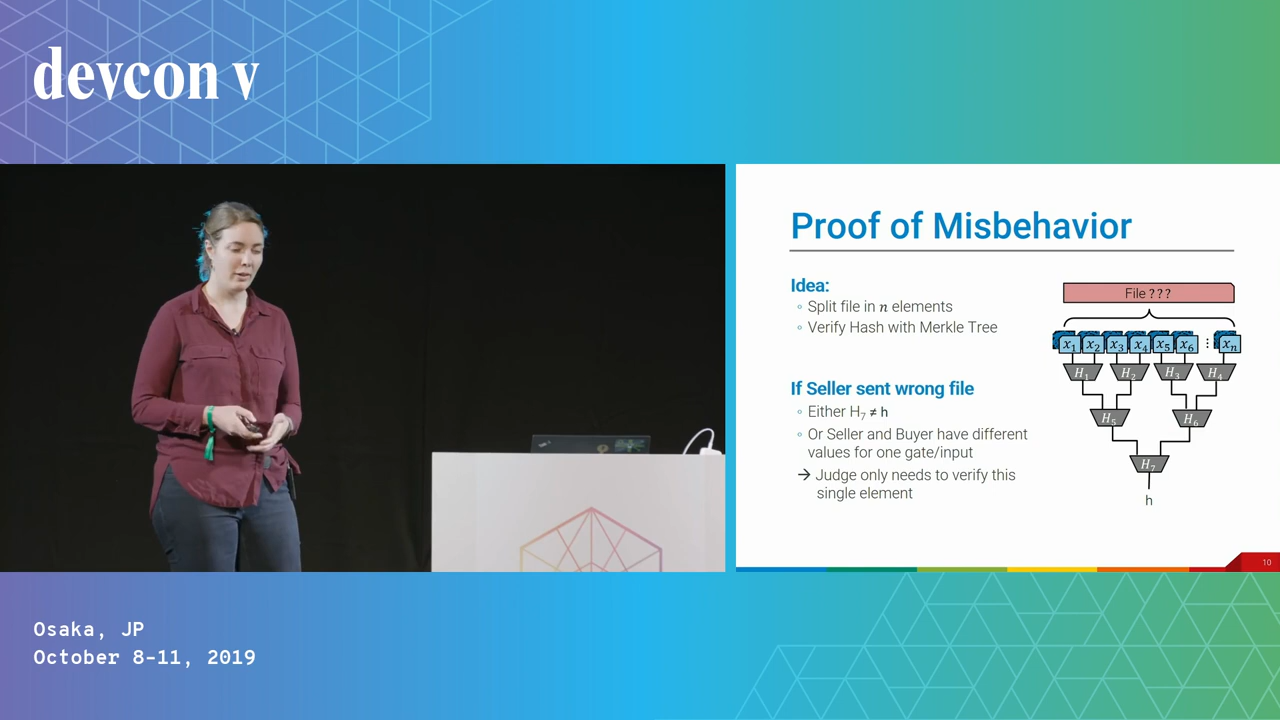 devcon v
Proof of Misbehavior
Idea:
◦ Split file in n elements
◦ Verify Hash with Merkle Tree
If Seller sent wrong file
◦ Either H₇ ≠ h
◦ Or Seller and Buyer have different
values for one gate/input
→ Judge only needs to verify this
single element
File ???
x₁ x₂ x₃ x₄ x₅ x₆ ⋮ xₙ
H₁ H₂ H₃ H₄
H₅ H₆
H₇
h
10
Osaka, JP
October 8-11, 2019